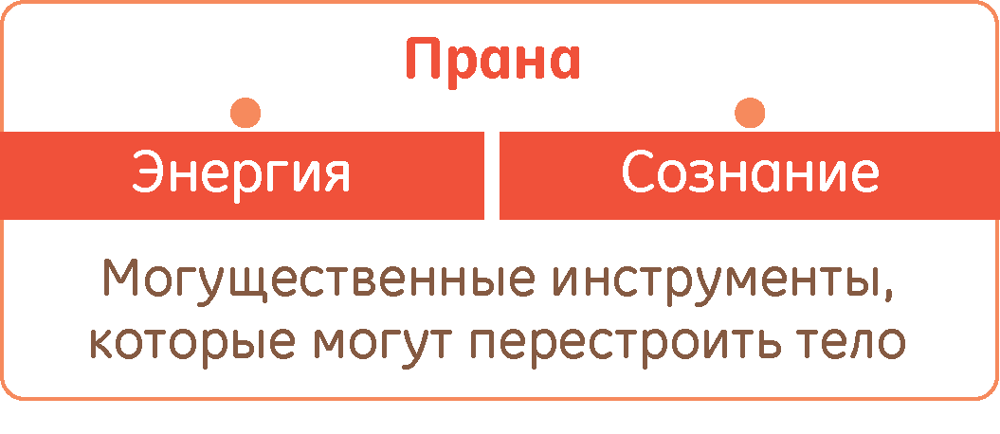 Прана
Энергия
Сознание
Могущественные инструменты,
которые могут перестроить тело